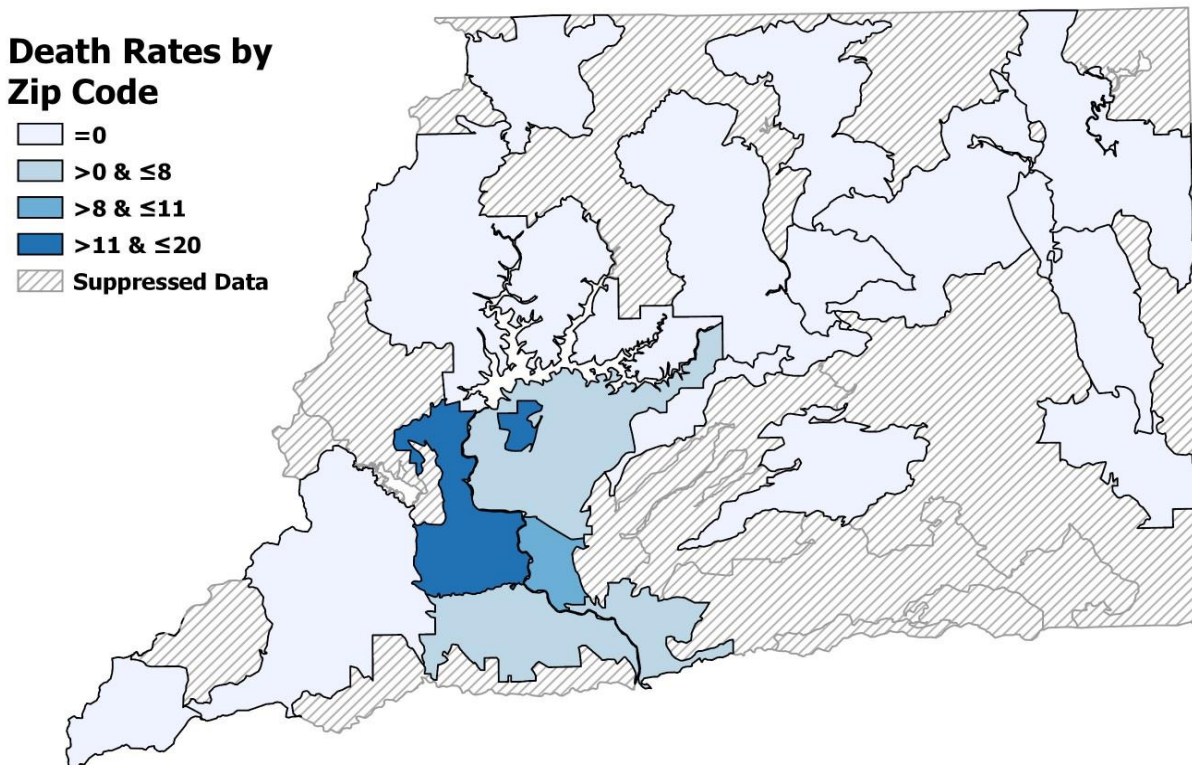 Death Rates by
Zip Code
=0
>0 & ≤8
>8 & ≤11
>11 & ≤20
Suppressed Data